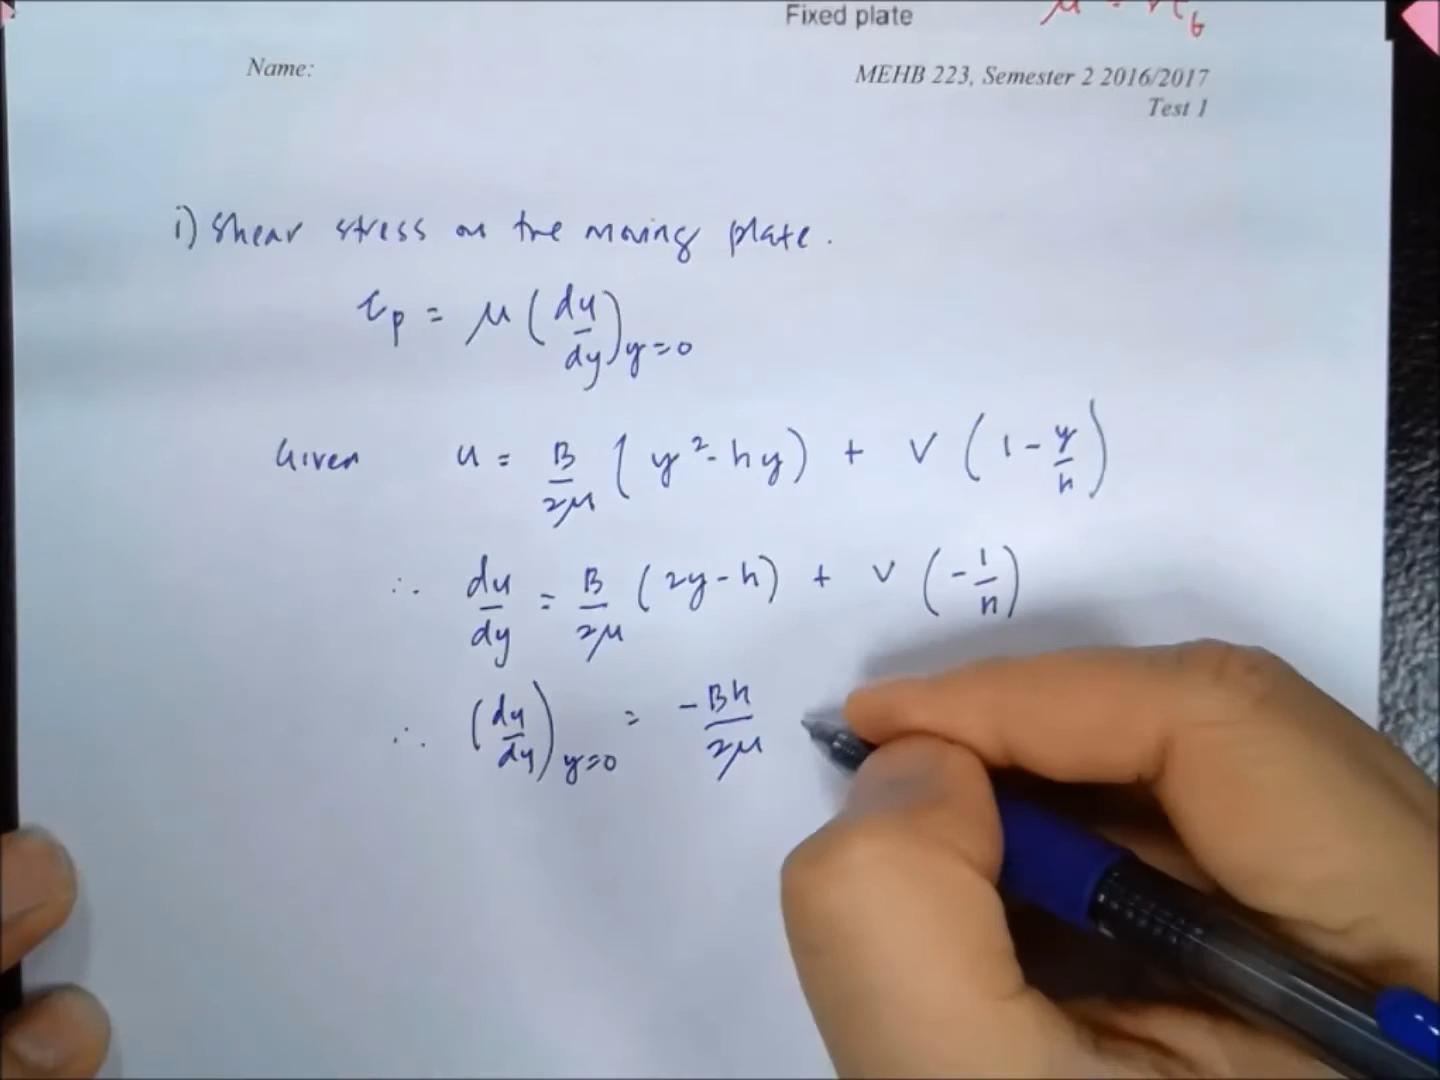 Fixed plate
Name:
MEHB 223, Semester 2 2016/2017
Test 1
i) Shear stress on the moving plate.
τp = μ (du/dy)y=0
Given u = B/2μ (y² - hy) + V (1 - y/h)
∴ du/dy = B/2μ (2y - h) + V (-1/h)
∴ (du/dy)y=0 = -Bh/2μ